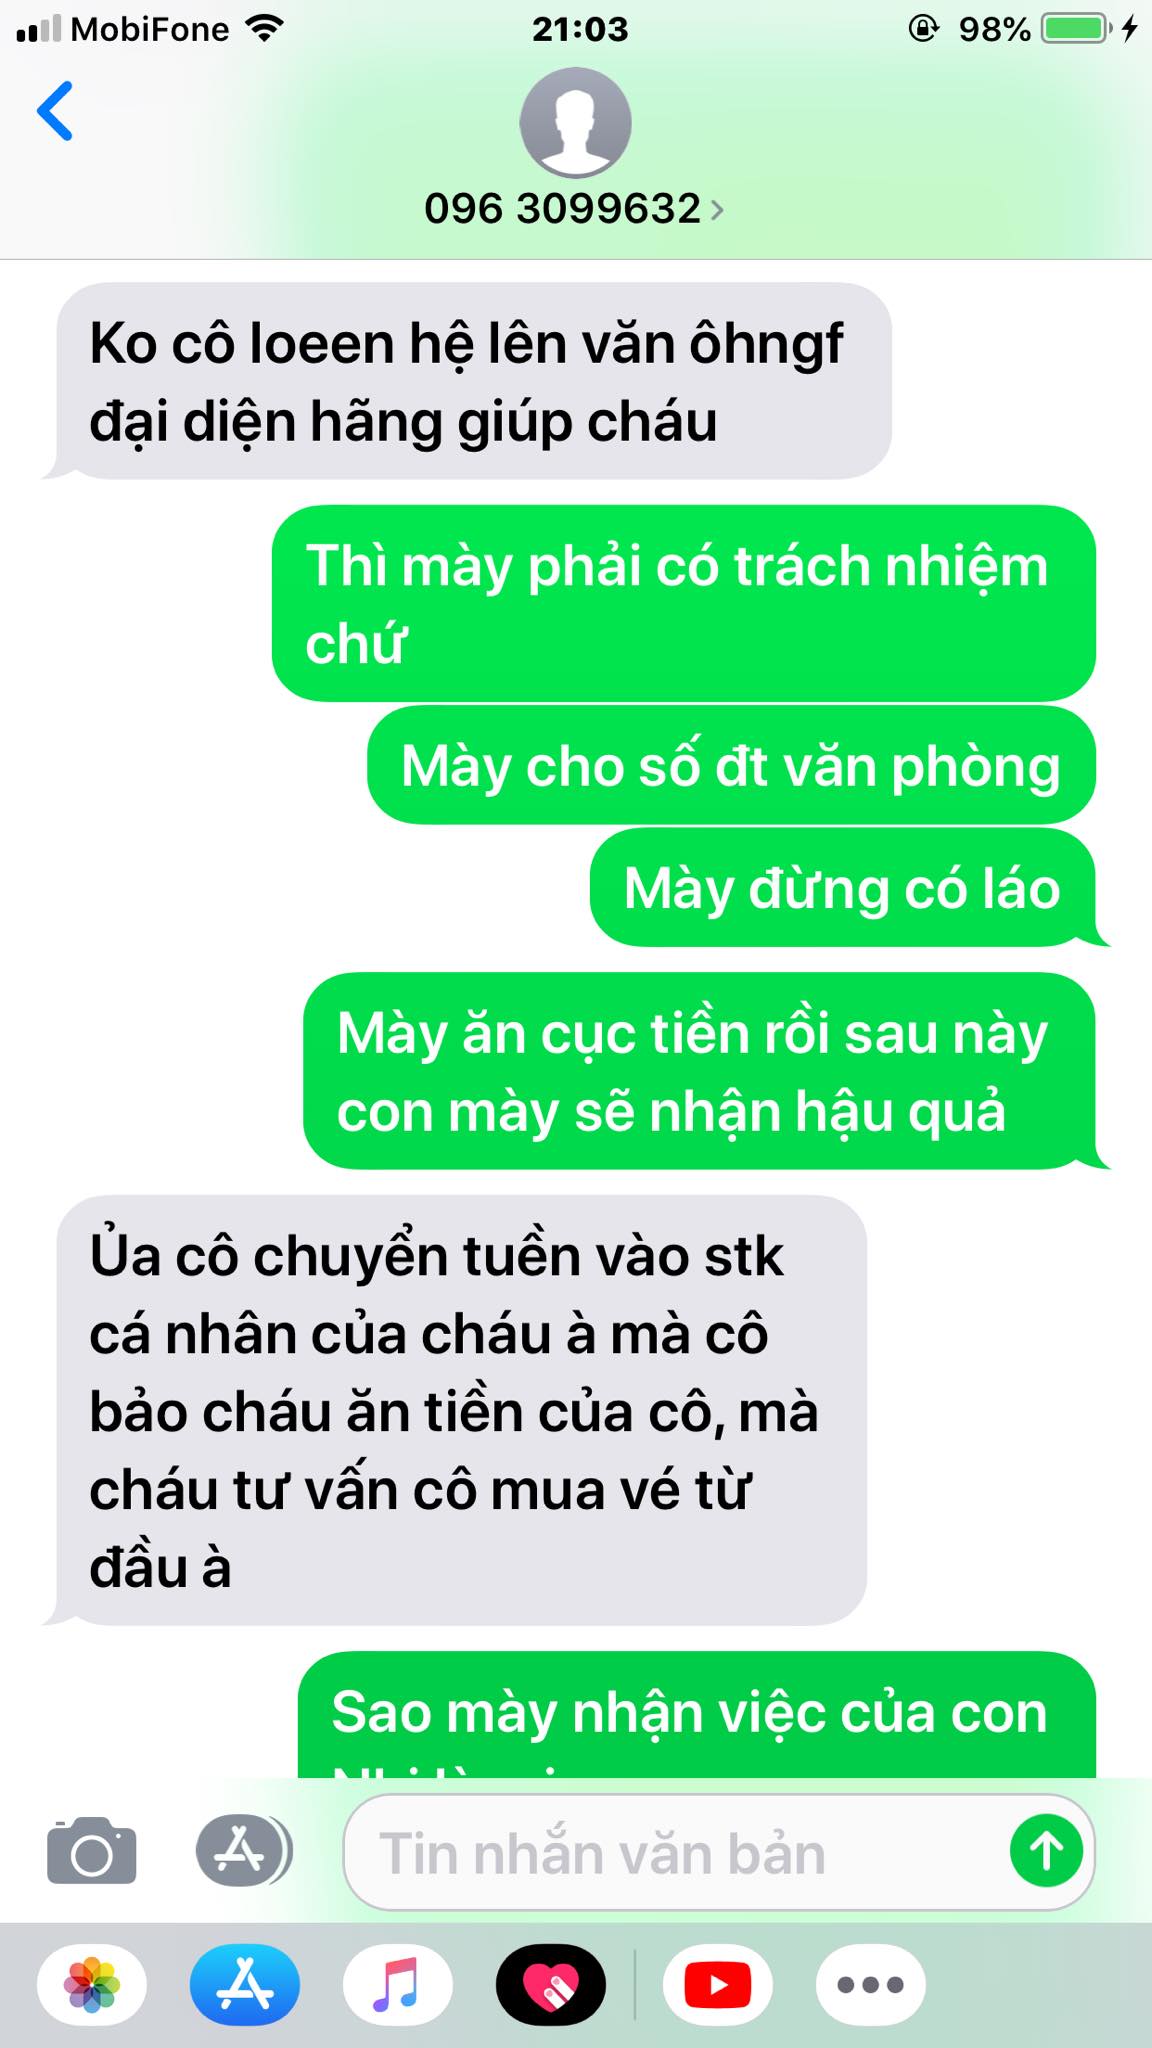 MobiFone
21:03
98%
096 3099632
Ko cô loeen hệ lên văn ôhngf
đại diện hãng giúp cháu
Thì mày phải có trách nhiệm
chứ
Mày cho số đt văn phòng
Mày đừng có láo
Mày ăn cục tiền rồi sau này
con mày sẽ nhận hậu quả
Ủa cô chuyển tuền vào stk
cá nhân của cháu à mà cô
bảo cháu ăn tiền của cô, mà
cháu tư vấn cô mua vé từ
đầu à
Sao mày nhận việc của con
Tin nhắn văn bản